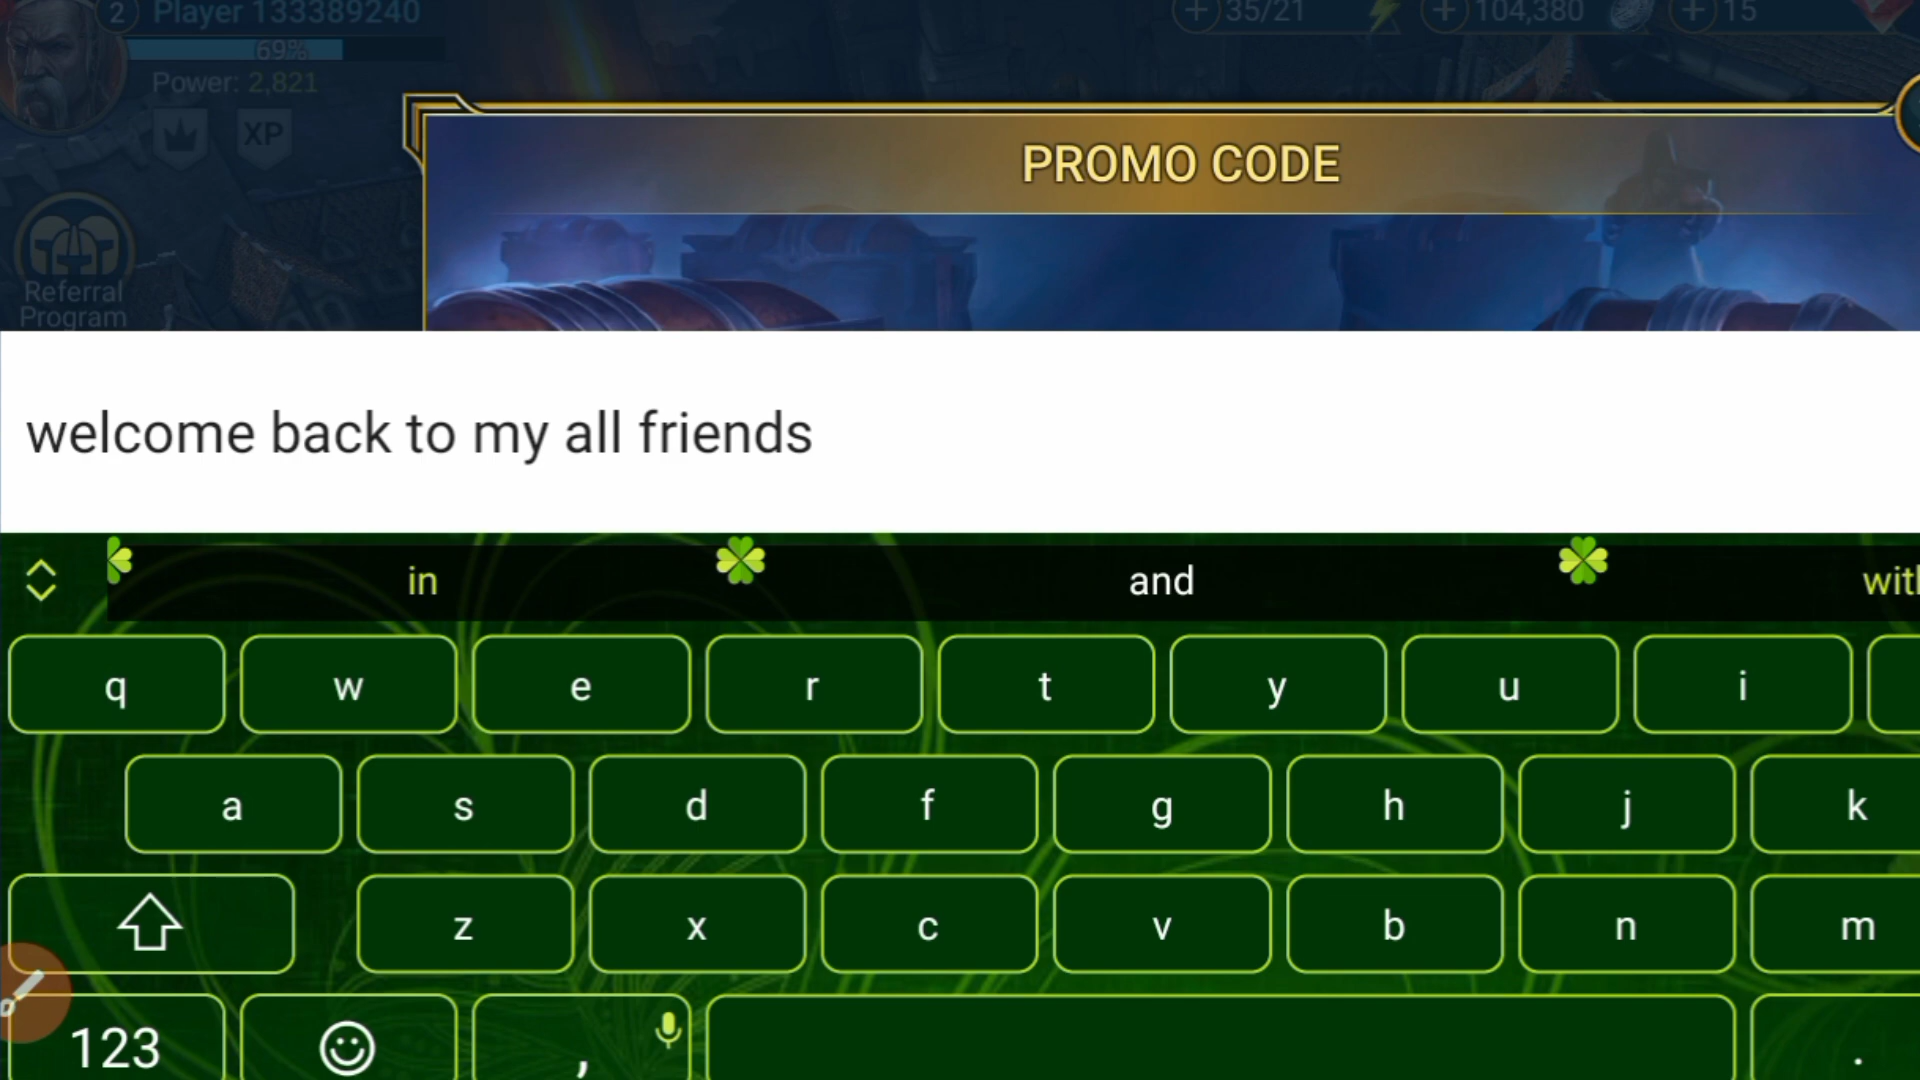 2 Player 133389240
35/21 104,380 15
69%
Power: 2,821
XP
PROMO CODE
Referral
Program
welcome back to my all friends
in and
q w e r t y u i
a s d f g h j k
z x c v b n m
123 , .